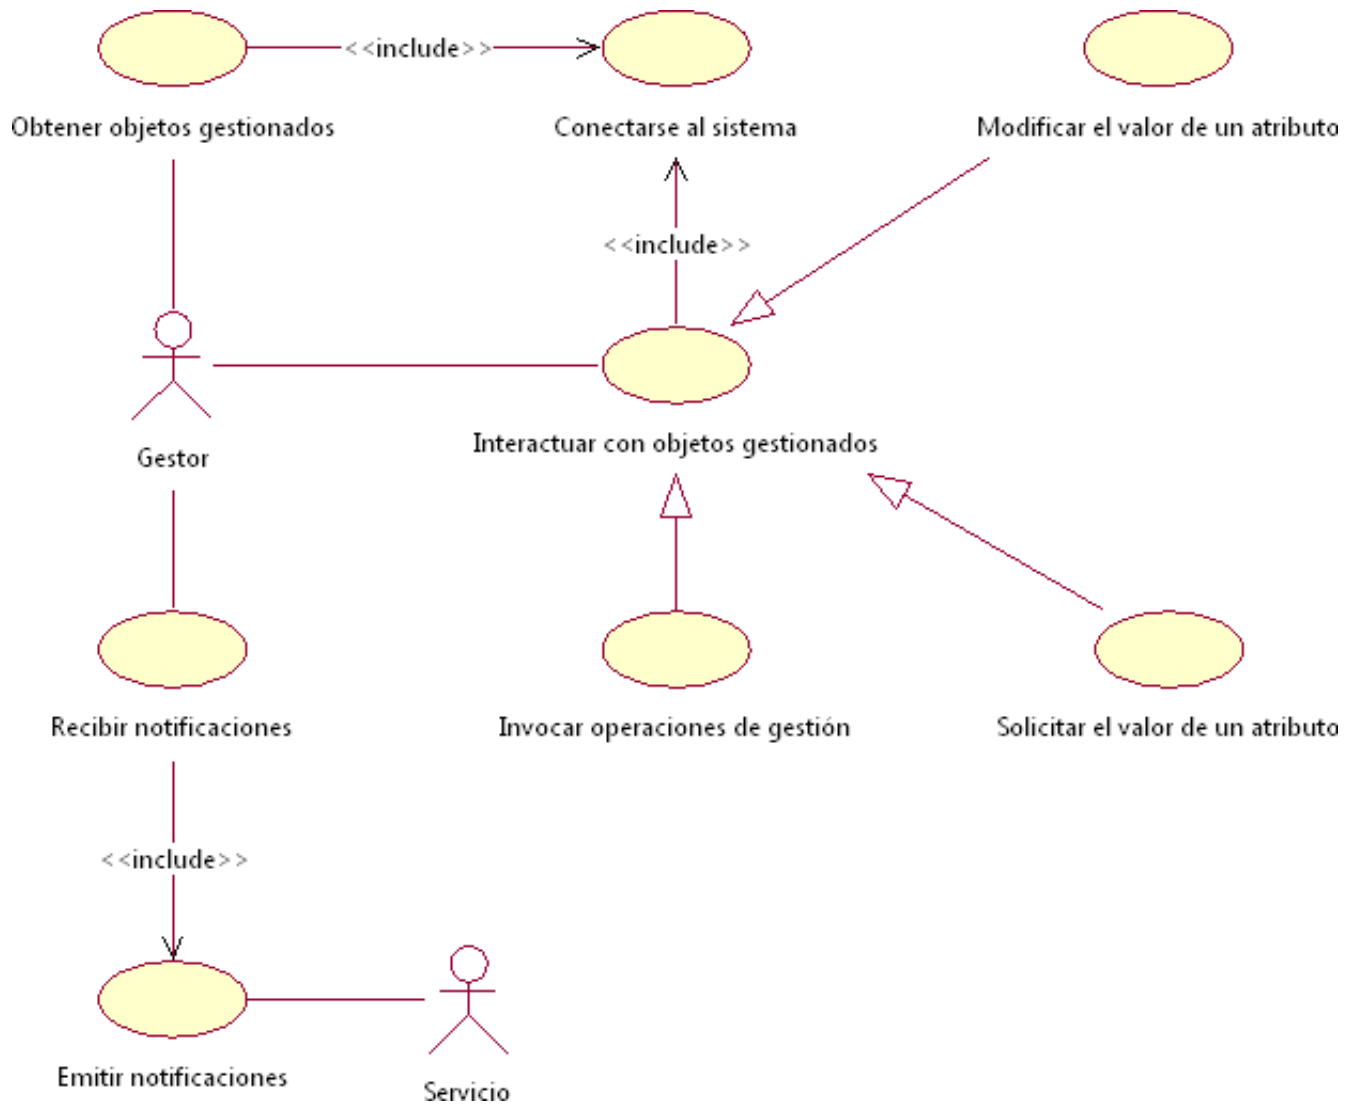 <<include>>
Obtener objetos gestionados
Conectarse al sistema
Modificar el valor de un atributo
<<include>>
Gestor
Interactuar con objetos gestionados
Recibir notificaciones
Invocar operaciones de gestión
Solicitar el valor de un atributo
<<include>>
Emitir notificaciones
Servicio